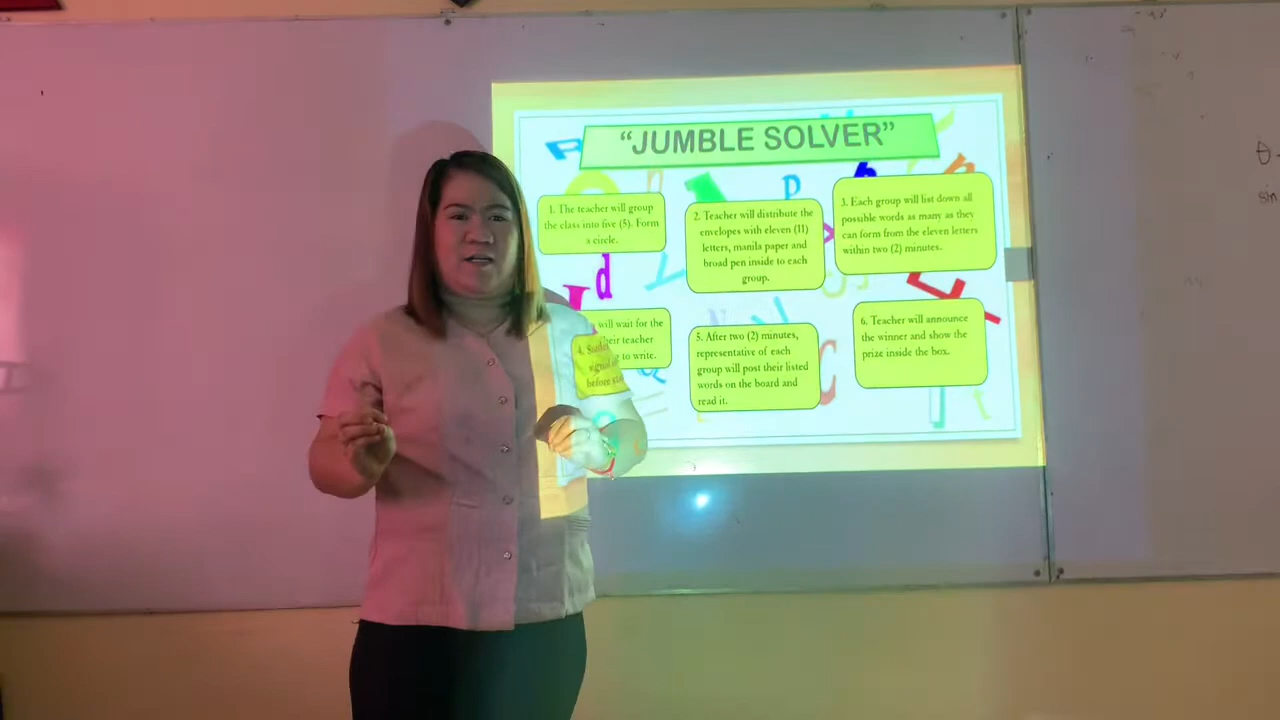 “JUMBLE SOLVER”
1. The teacher will group
the class into five (5). Form
a circle.
2. Teacher will distribute the
envelopes with eleven (11)
letters, manila paper and
broad pen inside to each
group.
3. Each group will list down all
possible words as many as they
can form from the eleven letters
within two (2) minutes.
4.
will wait for the
teacher
before
to write.
5. After two (2) minutes,
representative of each
group will post their listed
words on the board and
read it.
6. Teacher will announce
the winner and show the
prize inside the box.
θ
sin